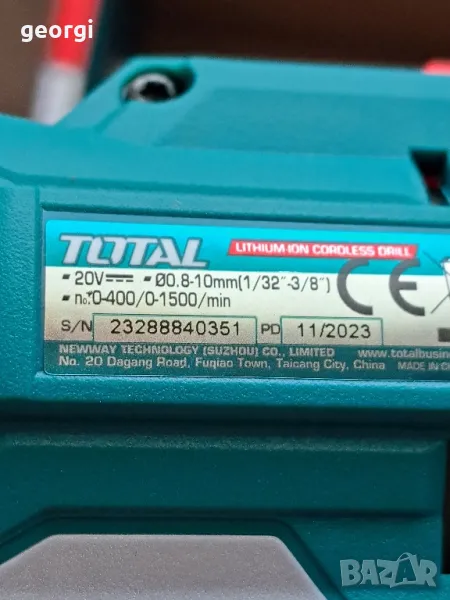 georgi
TOTAL LITHIUM-ION CORDLESS DRILL
20V Ø0.8-10mm(1/32"-3/8") CE
n₀:0-400/0-1500/min
S/N 23288840351 PD 11/2023
NEWWAY TECHNOLOGY (SUZHOU) CO., LIMITED www.totalbusin
No. 20 Dagang Road, Fuqiao Town, Taicang City, China MADE IN C
BAZAR